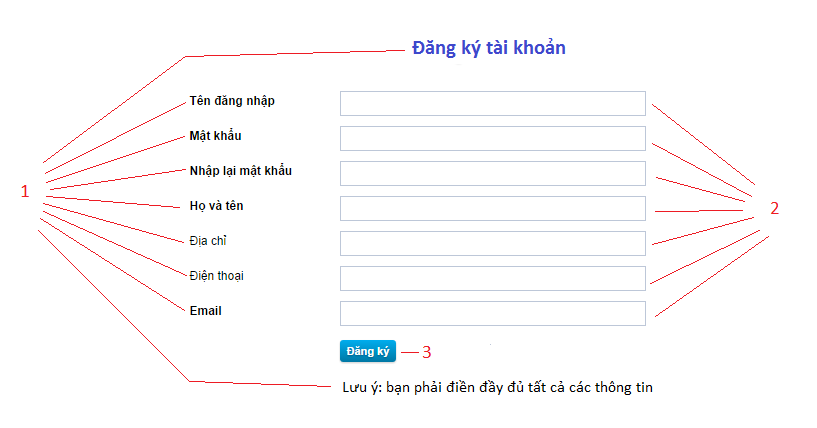 Đăng ký tài khoản
Tên đăng nhập
Mật khẩu
Nhập lại mật khẩu
1
Họ và tên
2
Địa chỉ
Điện thoại
Email
Đăng ký
3
Lưu ý: bạn phải điền đầy đủ tất cả các thông tin